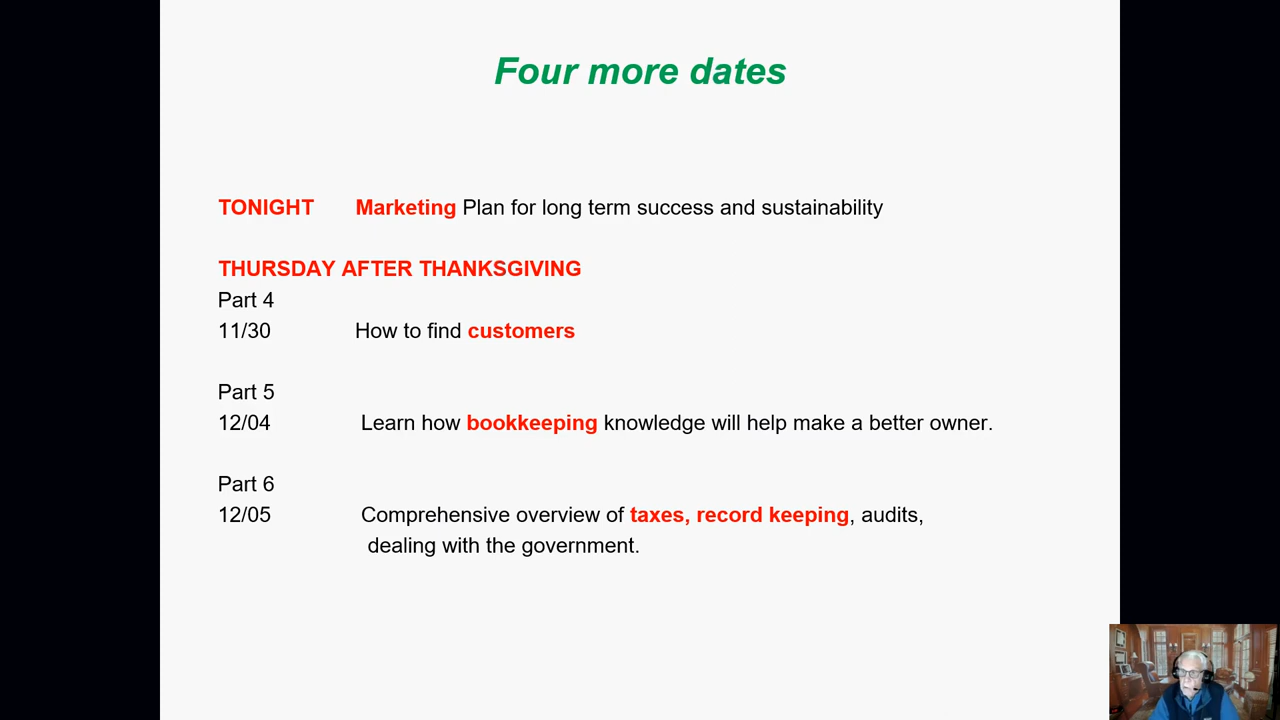 Four more dates
TONIGHT Marketing Plan for long term success and sustainability
THURSDAY AFTER THANKSGIVING
Part 4
11/30 How to find customers
Part 5
12/04 Learn how bookkeeping knowledge will help make a better owner.
Part 6
12/05 Comprehensive overview of taxes, record keeping, audits,
dealing with the government.